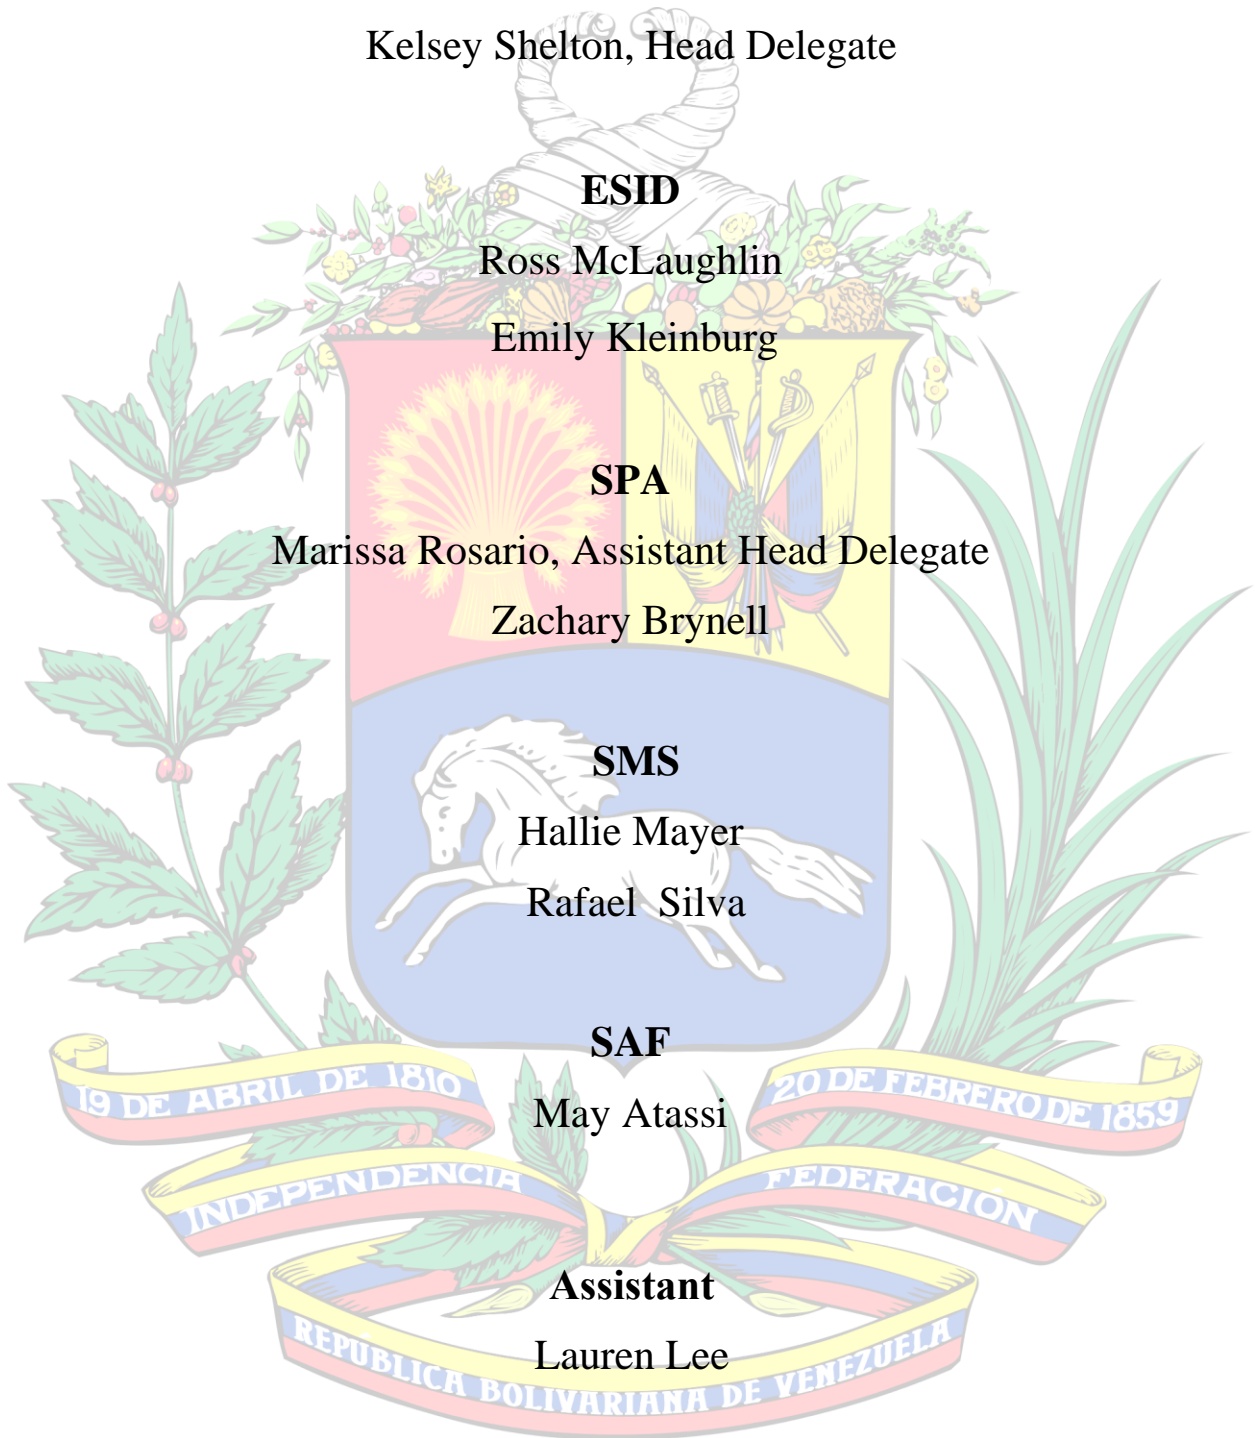 Kelsey Shelton, Head Delegate
ESID
Ross McLaughlin
Emily Kleinburg
SPA
Marissa Rosario, Assistant Head Delegate
Zachary Brynell
SMS
Hallie Mayer
Rafael Silva
SAF
19 DE ABRIL DE 1810
20 DE FEBRERO DE 1859
May Atassi
INDEPENDENCIA
FEDERACIÓN
Assistant
Lauren Lee
REPÚBLICA BOLIVARIANA DE VENEZUELA